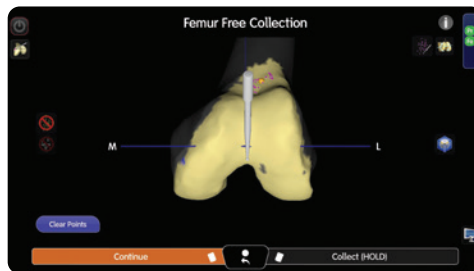 Femur Free Collection
M
L
Clear Points
Continue
Collect (HOLD)